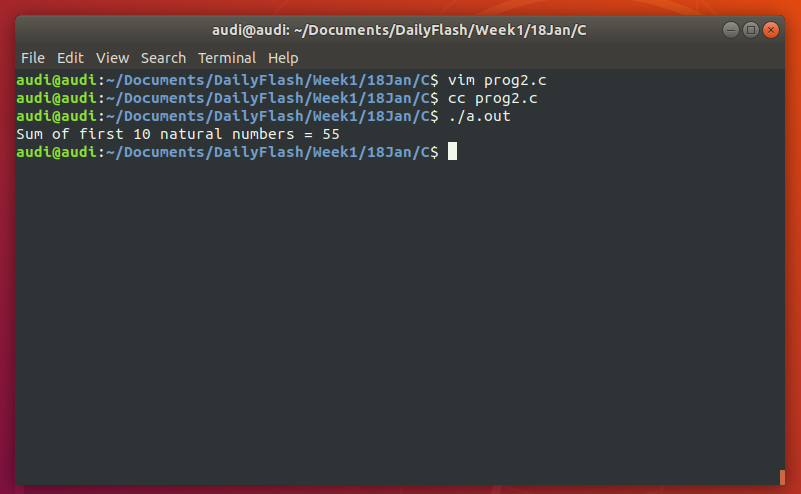 audi@audi: ~/Documents/DailyFlash/Week1/18Jan/C
File Edit View Search Terminal Help
audi@audi:~/Documents/DailyFlash/Week1/18Jan/C$ vim prog2.c
audi@audi:~/Documents/DailyFlash/Week1/18Jan/C$ cc prog2.c
audi@audi:~/Documents/DailyFlash/Week1/18Jan/C$ ./a.out
Sum of first 10 natural numbers = 55
audi@audi:~/Documents/DailyFlash/Week1/18Jan/C$